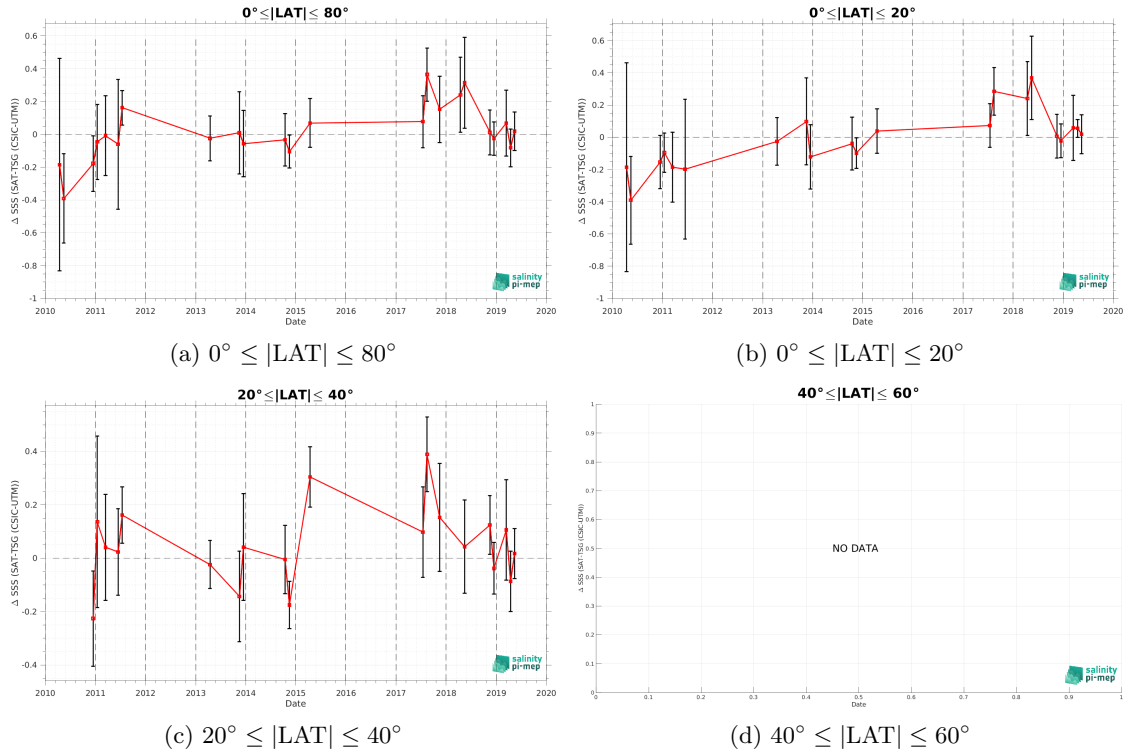 0°≤|LAT|≤ 80°
Δ SSS (SAT-TSG (CSIC-UTM))
0.6
0.4
0.2
0
-0.2
-0.4
-0.6
-0.8
-1
2010 2011 2012 2013 2014 2015 2016 2017 2018 2019 2020
Date
salinity
pi-mep
(a) 0° ≤ |LAT| ≤ 80°
0°≤|LAT|≤ 20°
Δ SSS (SAT-TSG (CSIC-UTM))
0.6
0.4
0.2
0
-0.2
-0.4
-0.6
-0.8
-1
2010 2011 2012 2013 2014 2015 2016 2017 2018 2019 2020
Date
salinity
pi-mep
(b) 0° ≤ |LAT| ≤ 20°
20°≤|LAT|≤ 40°
Δ SSS (SAT-TSG (CSIC-UTM))
0.4
0.2
0
-0.2
-0.4
2010 2011 2012 2013 2014 2015 2016 2017 2018 2019 2020
Date
salinity
pi-mep
(c) 20° ≤ |LAT| ≤ 40°
40°≤|LAT|≤ 60°
Δ SSS (SAT-TSG (CSIC-UTM))
1
0.9
0.8
0.7
0.6
0.5
0.4
0.3
0.2
0.1
0
NO DATA
0 0.1 0.2 0.3 0.4 0.5 0.6 0.7 0.8 0.9 1
Date
salinity
pi-mep
(d) 40° ≤ |LAT| ≤ 60°